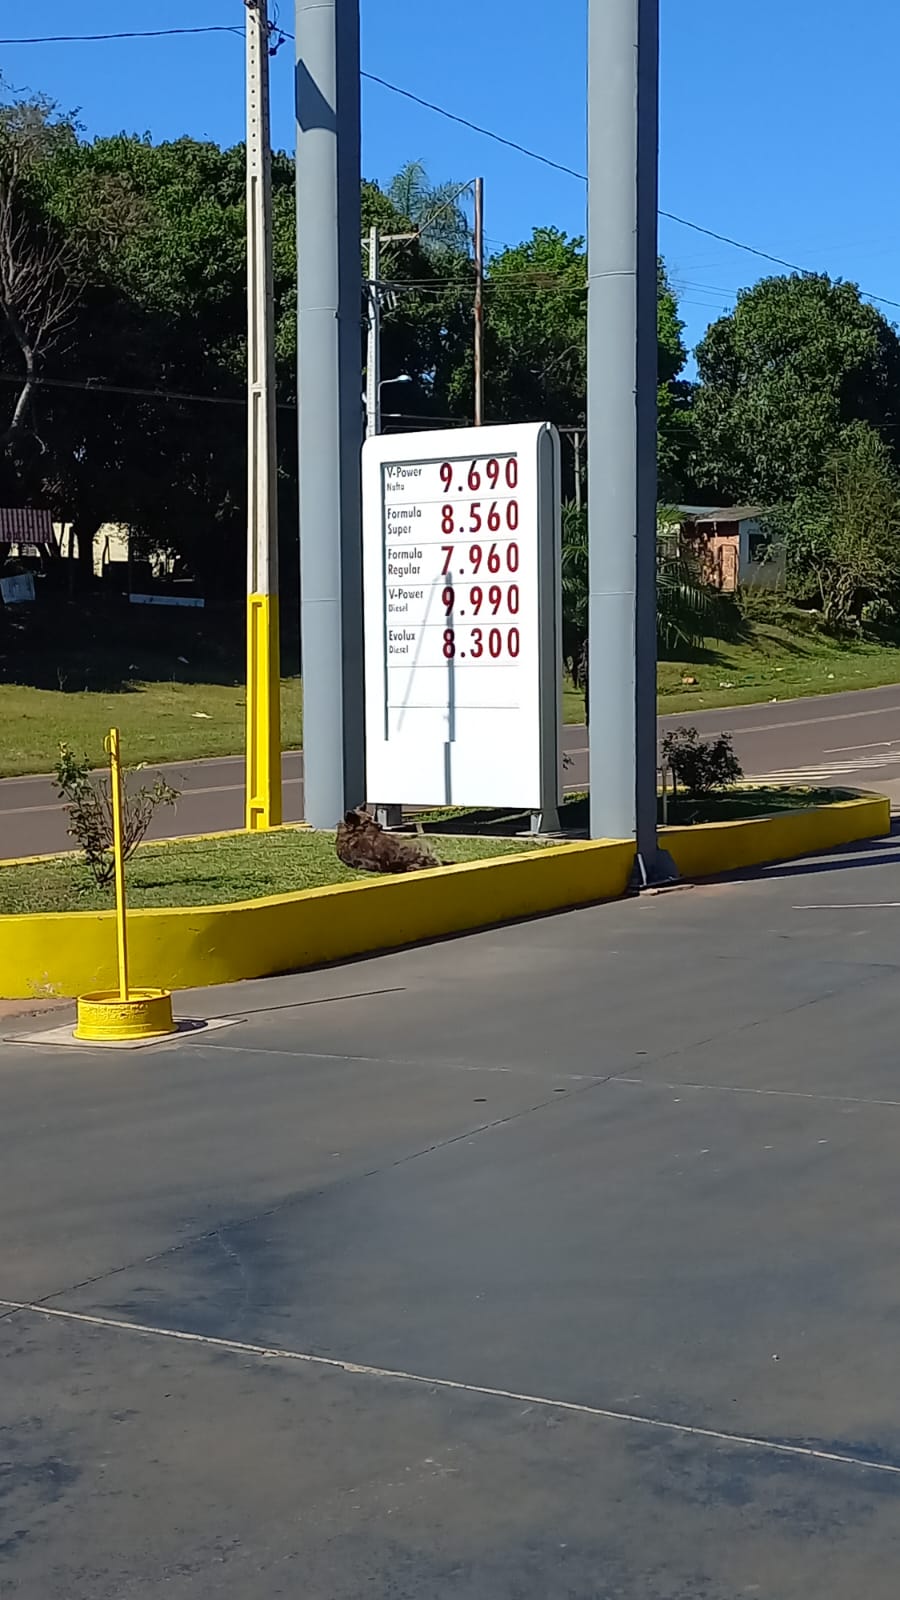 V-Power 9.690
Nafta
Formula 8.560
Super
Formula 7.960
Regular
V-Power 9.990
Diesel
Evolux 8.300
Diesel